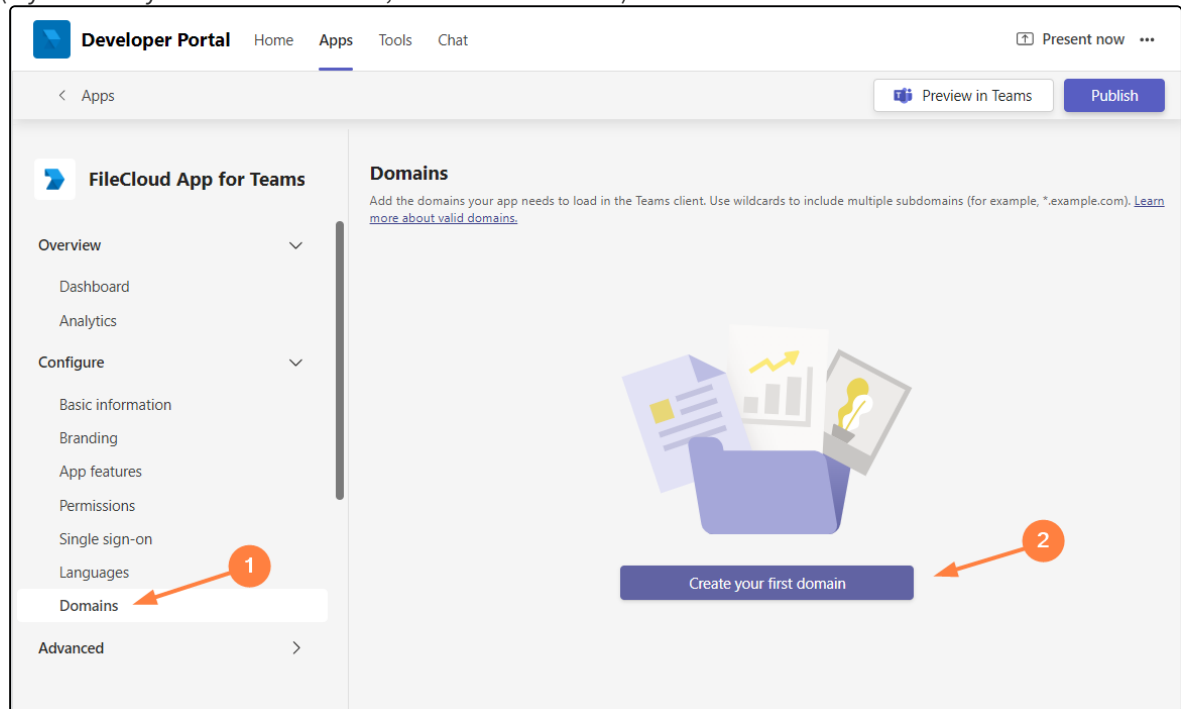 Developer Portal Home Apps Tools Chat Present now
Apps Preview in Teams Publish
FileCloud App for Teams
Overview
Dashboard
Analytics
Configure
Basic information
Branding
App features
Permissions
Single sign-on
Languages
Domains
Advanced
Domains
Add the domains your app needs to load in the Teams client. Use wildcards to include multiple subdomains (for example, *.example.com). Learn
more about valid domains.
Create your first domain
1
2